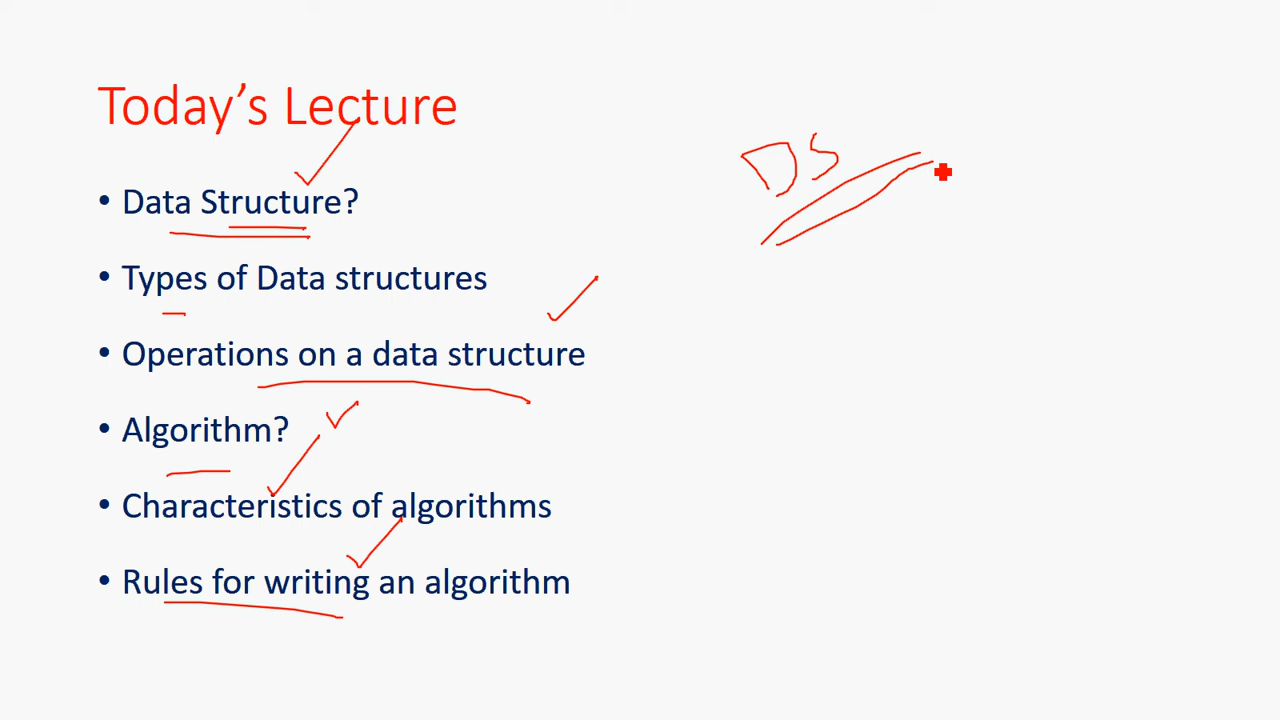 Today's Lecture
DS
• Data Structure?
• Types of Data structures
• Operations on a data structure
• Algorithm?
• Characteristics of algorithms
• Rules for writing an algorithm